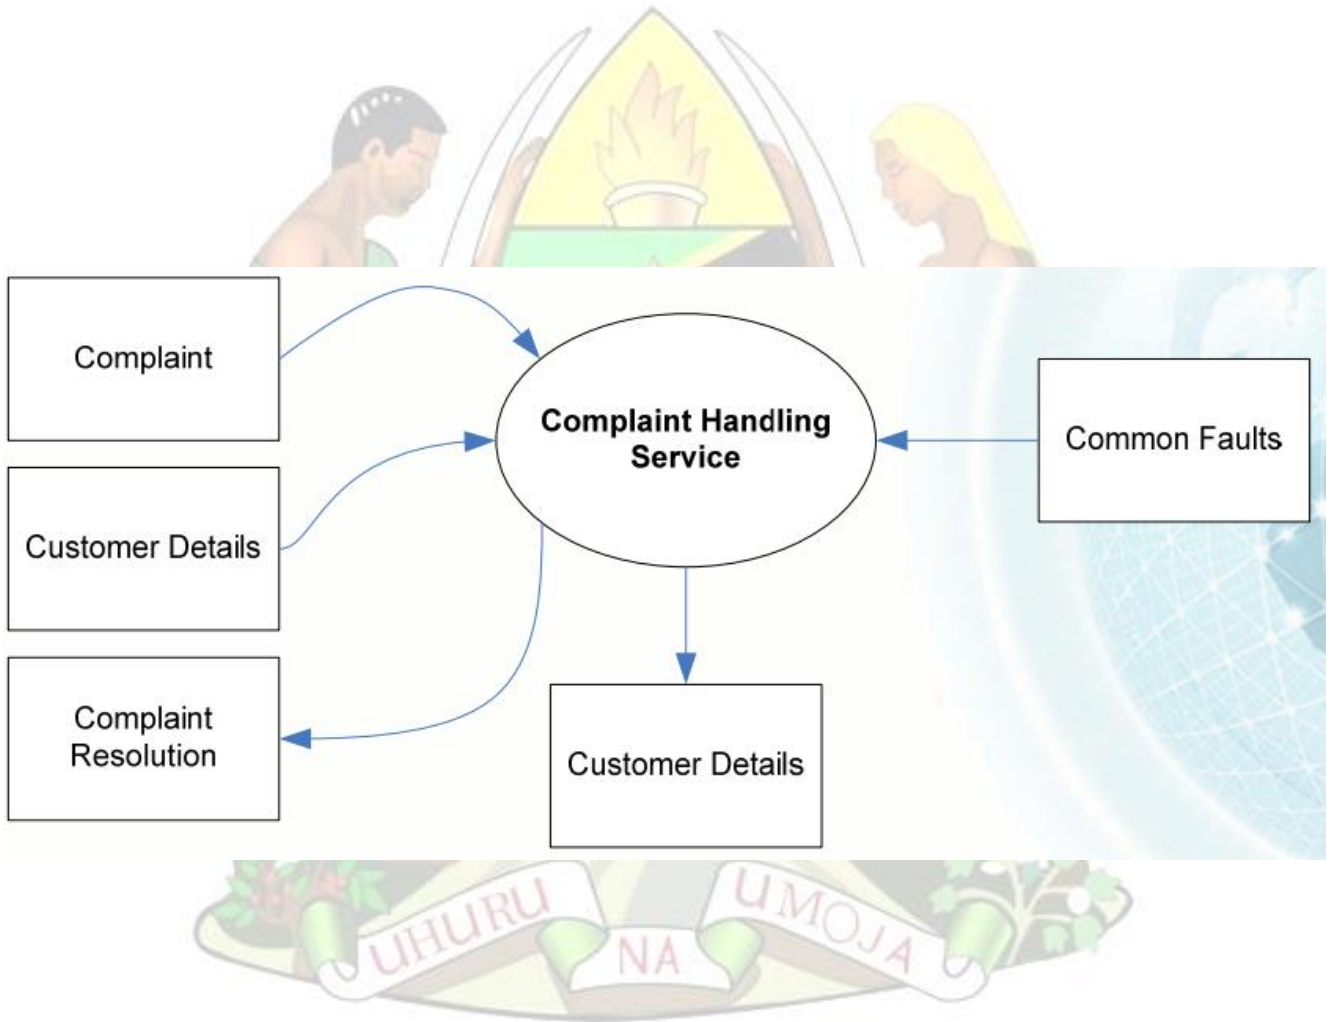 Complaint
Complaint Handling
Service
Common Faults
Customer Details
Complaint
Resolution
Customer Details
UHURU
NA
UMOJA